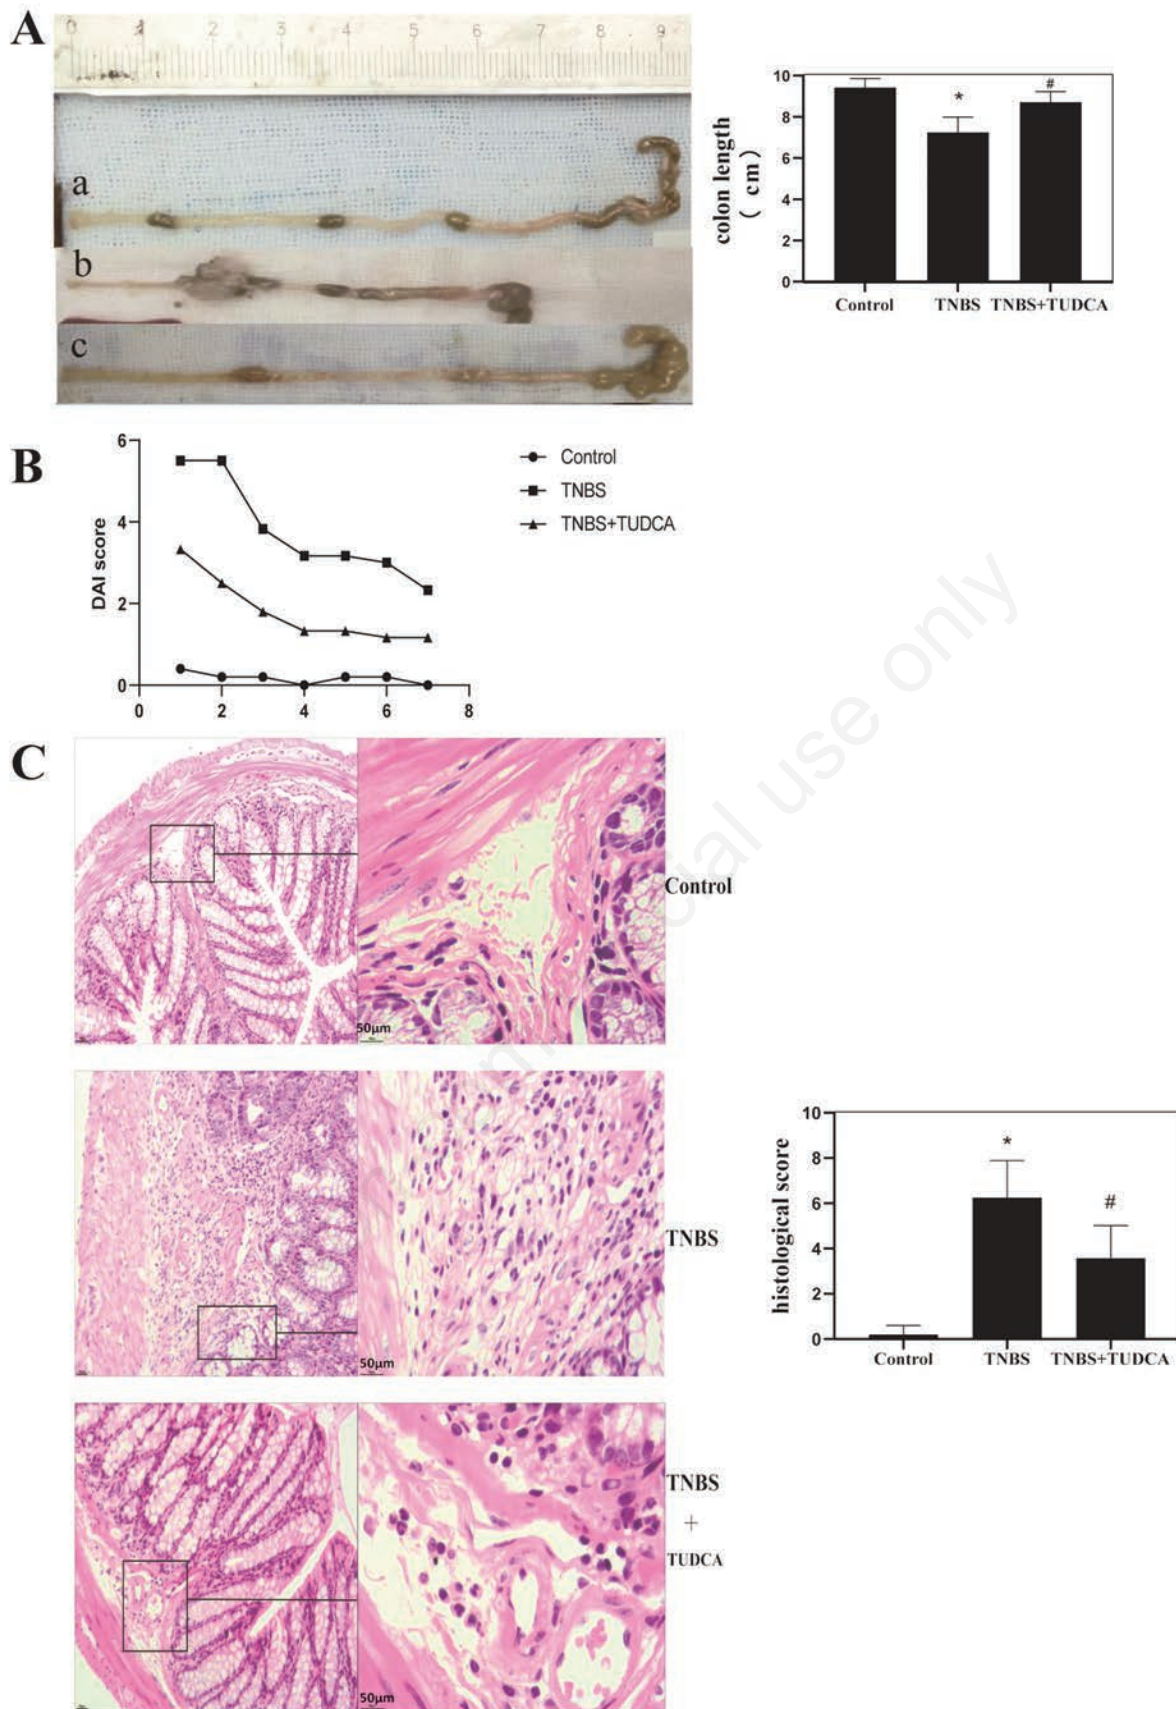 A
0 1 2 3 4 5 6 7 8 9
a
b
c
colon length
( cm )
10
8
6
4
2
0
*
#
Control TNBS TNBS+TUDCA
B
DAI score
6
4
2
0
0 2 4 6 8
Control
TNBS
TNBS+TUDCA
C
50μm
Control
50μm
TNBS
50μm
TNBS
+
TUDCA
histological score
10
8
6
4
2
0
*
#
Control TNBS TNBS+TUDCA
cial use only